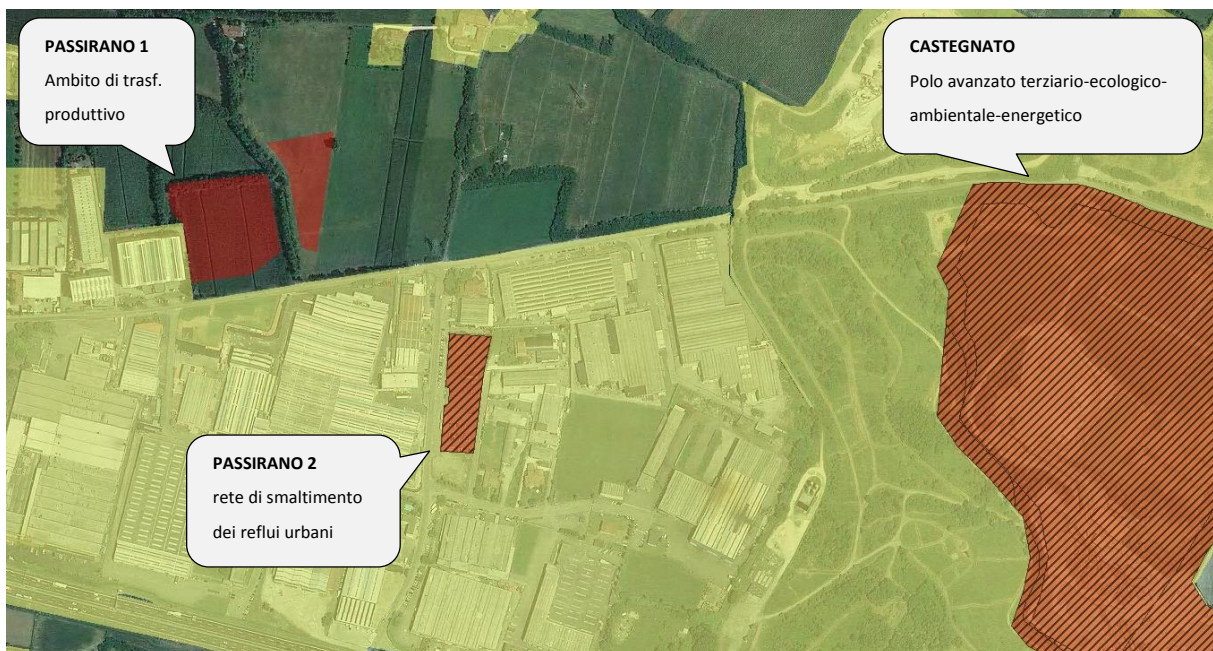 PASSIRANO 1
Ambito di trasf.
produttivo
CASTEGNATO
Polo avanzato terziario-ecologico-
ambientale-energetico
PASSIRANO 2
rete di smaltimento
dei reflui urbani